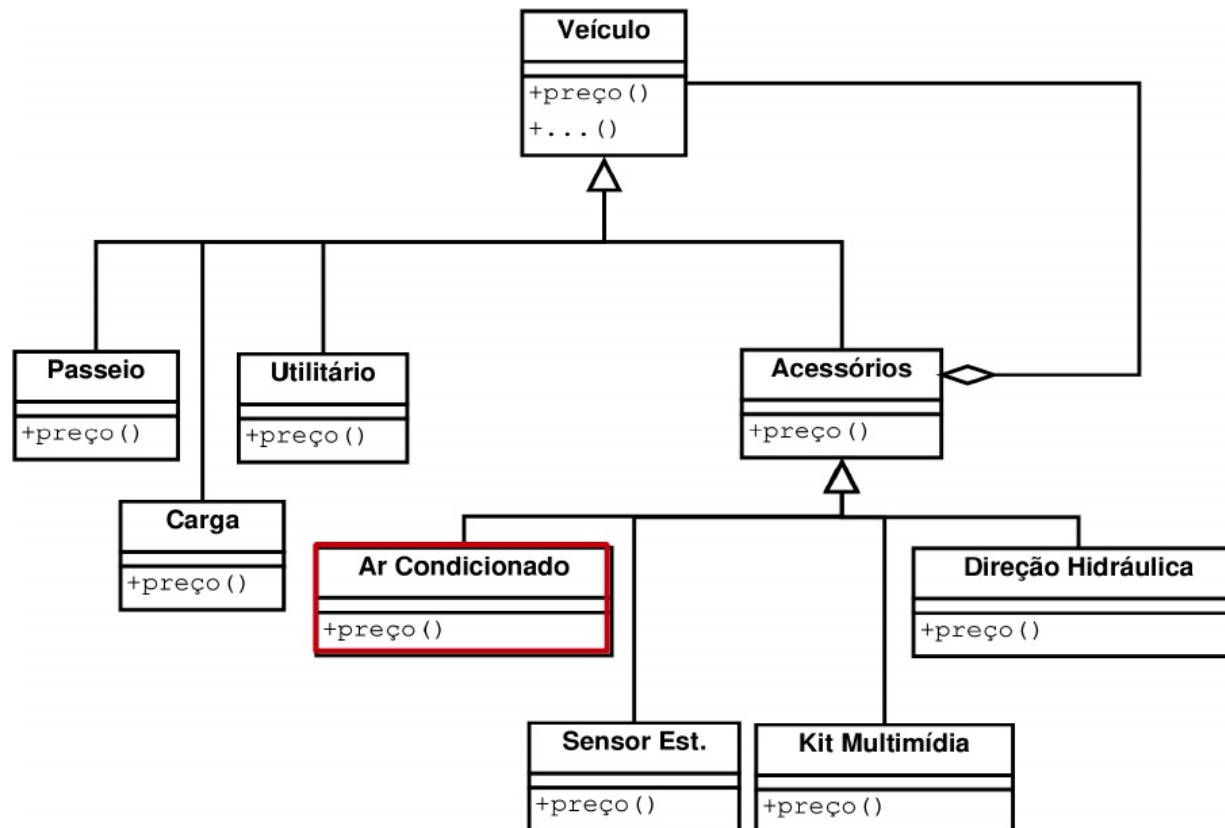 Veículo
+preço()
+...()
Passeio
+preço()
Utilitário
+preço()
Acessórios
+preço()
Carga
+preço()
Ar Condicionado
+preço()
Direção Hidráulica
+preço()
Sensor Est.
+preço()
Kit Multimídia
+preço()